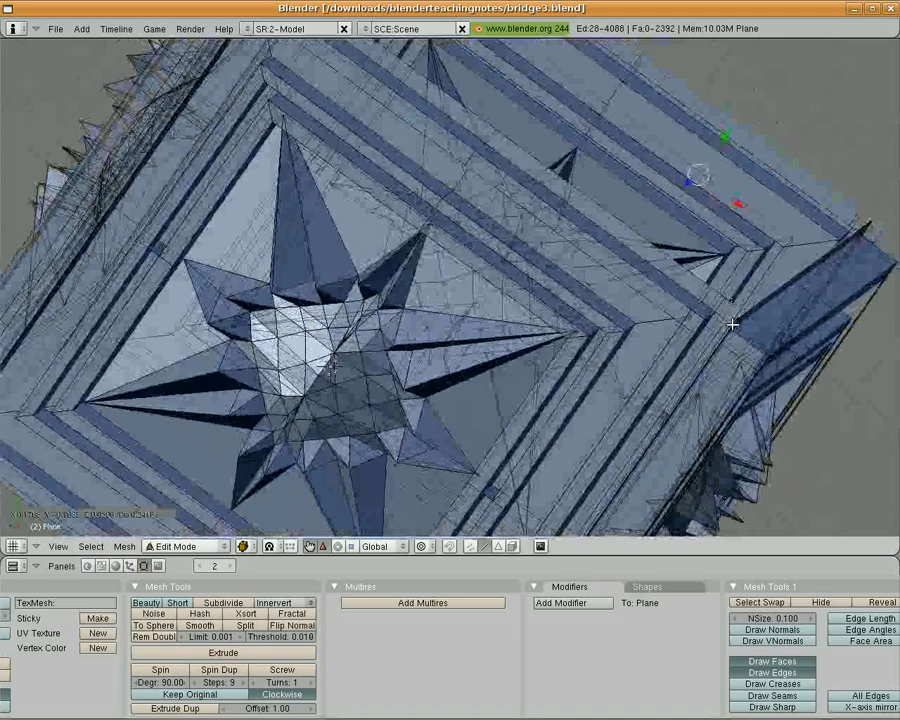 Blender [/downloads/blenderteachingnotes/bridge3.blend]
File Add Timeline Game Render Help SR:2-Model SCE:Scene www.blender.org 244 Ed:28-4088 | Fa:0-2392 | Mem:10.03M Plane
(2) Plane
View Select Mesh Edit Mode Global
Panels 2
Mesh Tools Multires Modifiers Shapes Mesh Tools 1
TexMesh: Beauty Short Subdivide Innervert Add Multires Add Modifier To: Plane Select Swap Hide Reveal
Sticky Make Noise Hash Xsort Fractal NSize: 0.100 Edge Length
UV Texture New To Sphere Smooth Split Flip Normal Draw Normals Edge Angles
Vertex Color New Rem Doubl Limit: 0.001 Threshold: 0.010 Draw VNormals Face Area
Extrude
Spin Spin Dup Screw Draw Faces
Degr: 90.00 Steps: 9 Turns: 1 Draw Edges
Keep Original Clockwise Draw Creases
Draw Seams All Edges
Extrude Dup Offset: 1.00 Draw Sharp X-axis mirror